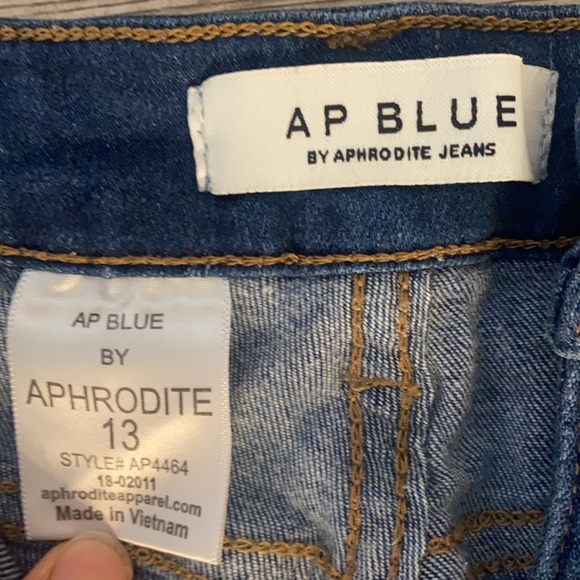 AP BLUE
BY APHRODITE JEANS
AP BLUE
BY
APHRODITE
13
STYLE# AP4464
18-02011
aphroditeapparel.com
Made in Vietnam